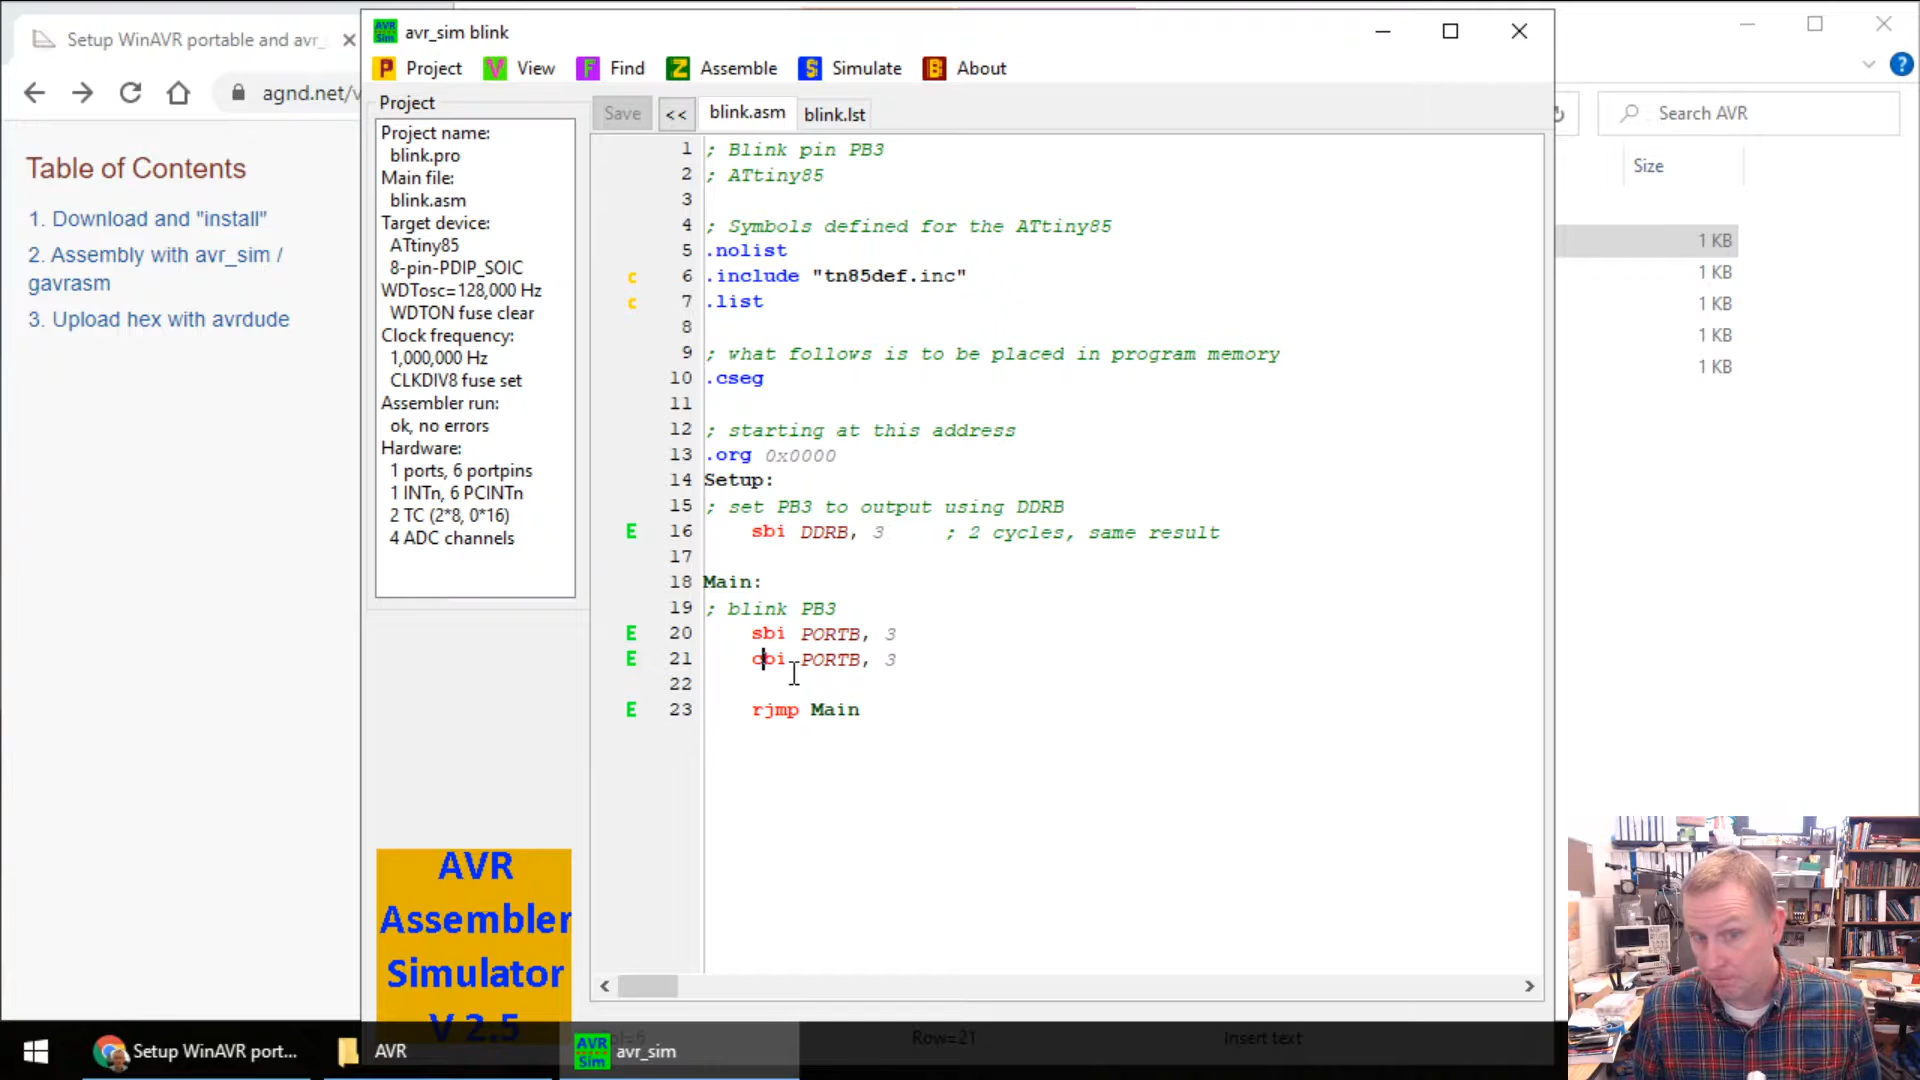 Setup WinAVR portable and avr_
agnd.net/v
Table of Contents
1. Download and "install"
2. Assembly with avr_sim /
gavrasm
3. Upload hex with avrdude
AVR
Sim
avr_sim blink
P Project
V View
F Find
Z Assemble
S Simulate
B About
Project
Project name:
blink.pro
Main file:
blink.asm
Target device:
ATtiny85
8-pin-PDIP_SOIC
WDTosc=128,000 Hz
WDTON fuse clear
Clock frequency:
1,000,000 Hz
CLKDIV8 fuse set
Assembler run:
ok, no errors
Hardware:
1 ports, 6 portpins
1 INTn, 6 PCINTn
2 TC (2*8, 0*16)
4 ADC channels
Save
<<
blink.asm
blink.lst
1 ; Blink pin PB3
2 ; ATtiny85
3
4 ; Symbols defined for the ATtiny85
5 .nolist
c 6 .include "tn85def.inc"
c 7 .list
8
9 ; what follows is to be placed in program memory
10 .cseg
11
12 ; starting at this address
13 .org 0x0000
14 Setup:
15 ; set PB3 to output using DDRB
E 16 sbi DDRB, 3 ; 2 cycles, same result
17
18 Main:
19 ; blink PB3
E 20 sbi PORTB, 3
E 21 cbi PORTB, 3
22
E 23 rjmp Main
AVR
Assembler
Simulator
V 2.5
?
Search AVR
Size
1 KB
1 KB
1 KB
1 KB
1 KB
Row=21
Insert text
Setup WinAVR port...
AVR
AVR
Sim
avr_sim